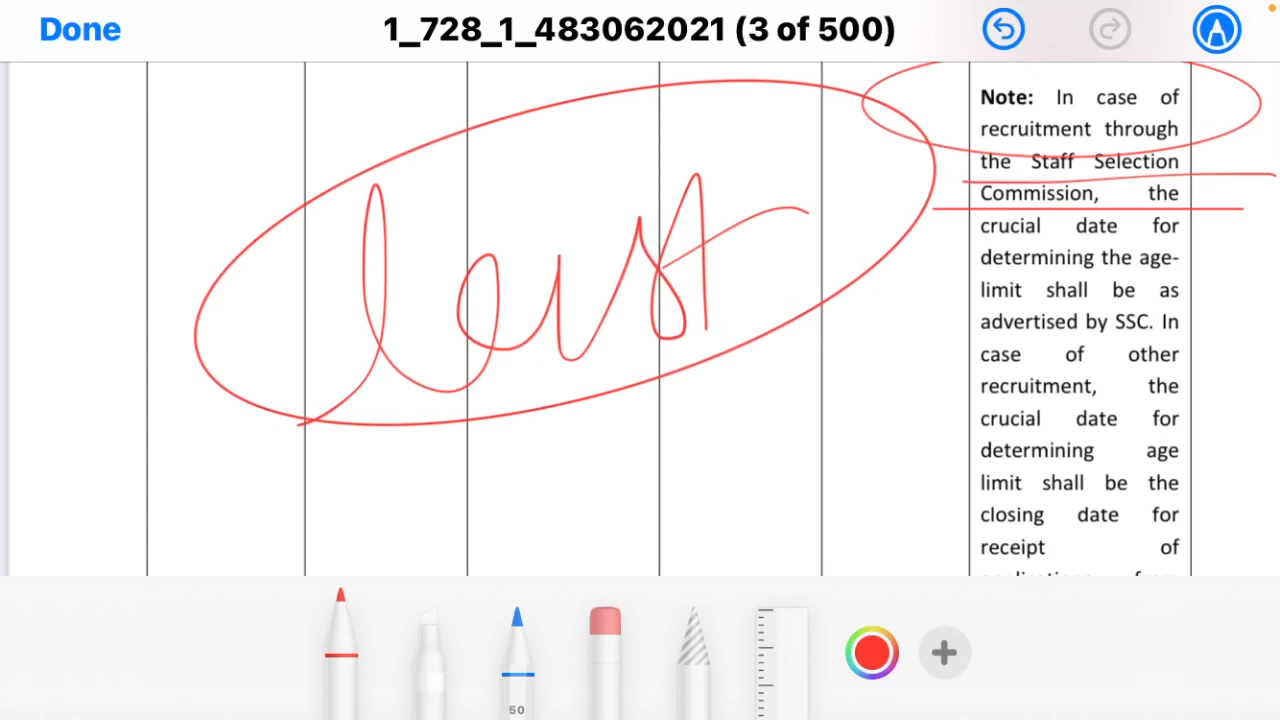 Done
1_728_1_483062021 (3 of 500)
Note: In case of
recruitment through
the Staff Selection
Commission, the
crucial date for
determining the age-
limit shall be as
advertised by SSC. In
case of other
recruitment, the
crucial date for
determining age
limit shall be the
closing date for
receipt of
50